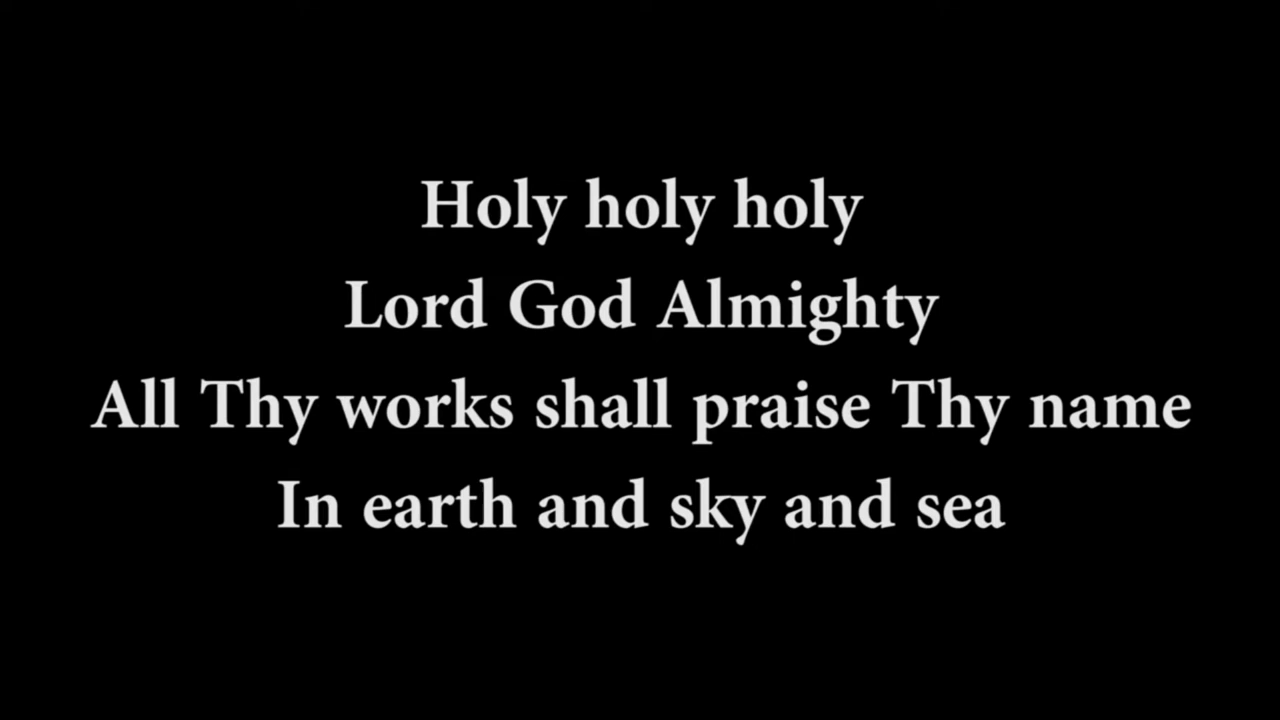 Holy holy holy
Lord God Almighty
All Thy works shall praise Thy name
In earth and sky and sea